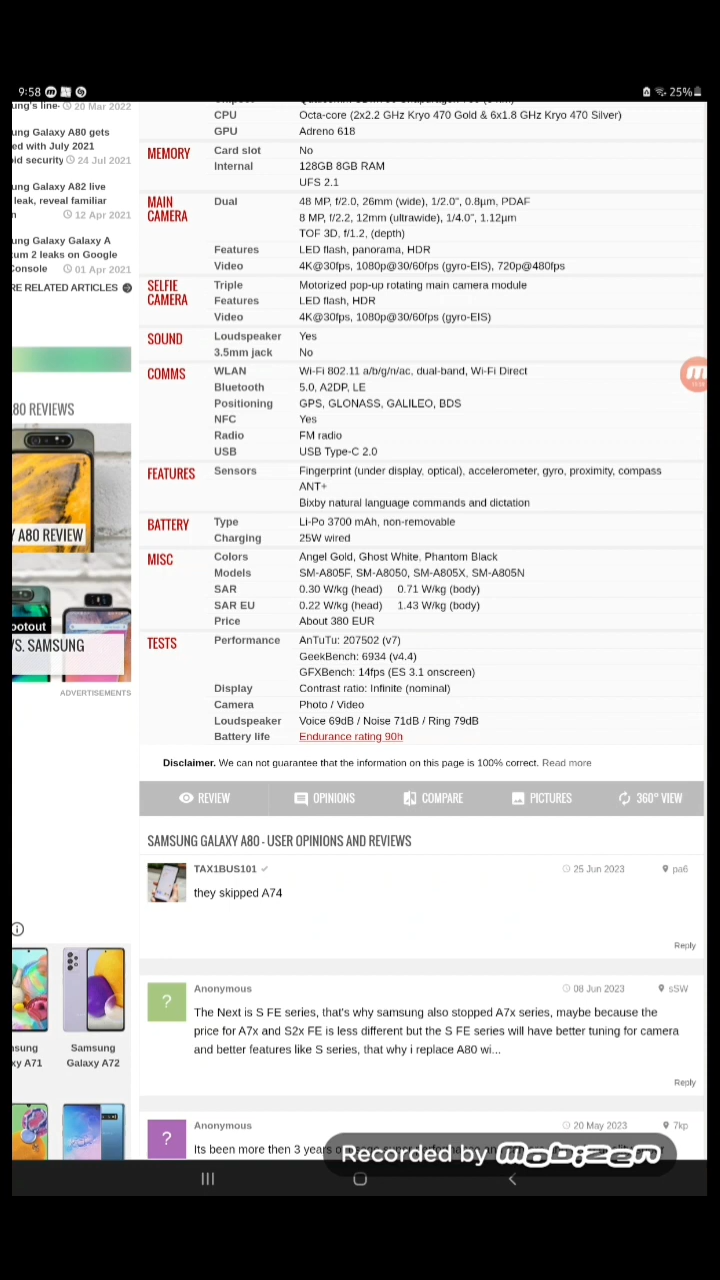 9:58
25%
ung's line- 20 Mar 2022
ung Galaxy A80 gets
ed with July 2021
id security 24 Jul 2021
ung Galaxy A82 live
leak, reveal familiar
n 12 Apr 2021
ung Galaxy Galaxy A
tum 2 leaks on Google
Console 01 Apr 2021
RE RELATED ARTICLES
80 REVIEWS
Y A80 REVIEW
ootout
VS. SAMSUNG
ADVERTISEMENTS
sung
xy A71
Samsung
Galaxy A72
CPU Octa-core (2x2.2 GHz Kryo 470 Gold & 6x1.8 GHz Kryo 470 Silver)
GPU Adreno 618
MEMORY Card slot No
Internal 128GB 8GB RAM
UFS 2.1
MAIN CAMERA Dual 48 MP, f/2.0, 26mm (wide), 1/2.0", 0.8µm, PDAF
8 MP, f/2.2, 12mm (ultrawide), 1/4.0", 1.12µm
TOF 3D, f/1.2, (depth)
Features LED flash, panorama, HDR
Video 4K@30fps, 1080p@30/60fps (gyro-EIS), 720p@480fps
SELFIE CAMERA Triple Motorized pop-up rotating main camera module
Features LED flash, HDR
Video 4K@30fps, 1080p@30/60fps (gyro-EIS)
SOUND Loudspeaker Yes
3.5mm jack No
COMMS WLAN Wi-Fi 802.11 a/b/g/n/ac, dual-band, Wi-Fi Direct
Bluetooth 5.0, A2DP, LE
Positioning GPS, GLONASS, GALILEO, BDS
NFC Yes
Radio FM radio
USB USB Type-C 2.0
FEATURES Sensors Fingerprint (under display, optical), accelerometer, gyro, proximity, compass
ANT+
Bixby natural language commands and dictation
BATTERY Type Li-Po 3700 mAh, non-removable
Charging 25W wired
MISC Colors Angel Gold, Ghost White, Phantom Black
Models SM-A805F, SM-A8050, SM-A805X, SM-A805N
SAR 0.30 W/kg (head) 0.71 W/kg (body)
SAR EU 0.22 W/kg (head) 1.43 W/kg (body)
Price About 380 EUR
TESTS Performance AnTuTu: 207502 (v7)
GeekBench: 6934 (v4.4)
GFXBench: 14fps (ES 3.1 onscreen)
Display Contrast ratio: Infinite (nominal)
Camera Photo / Video
Loudspeaker Voice 69dB / Noise 71dB / Ring 79dB
Battery life Endurance rating 90h
Disclaimer. We can not guarantee that the information on this page is 100% correct. Read more
REVIEW OPINIONS COMPARE PICTURES 360° VIEW
SAMSUNG GALAXY A80 - USER OPINIONS AND REVIEWS
TAX1BUS101 25 Jun 2023 pa6
they skipped A74
Reply
Anonymous 08 Jun 2023 sSW
The Next is S FE series, that's why samsung also stopped A7x series, maybe because the
price for A7x and S2x FE is less different but the S FE series will have better tuning for camera
and better features like S series, that why i replace A80 wi...
Reply
Anonymous 20 May 2023 7kp
Its been more then 3 years
Recorded by mobizen